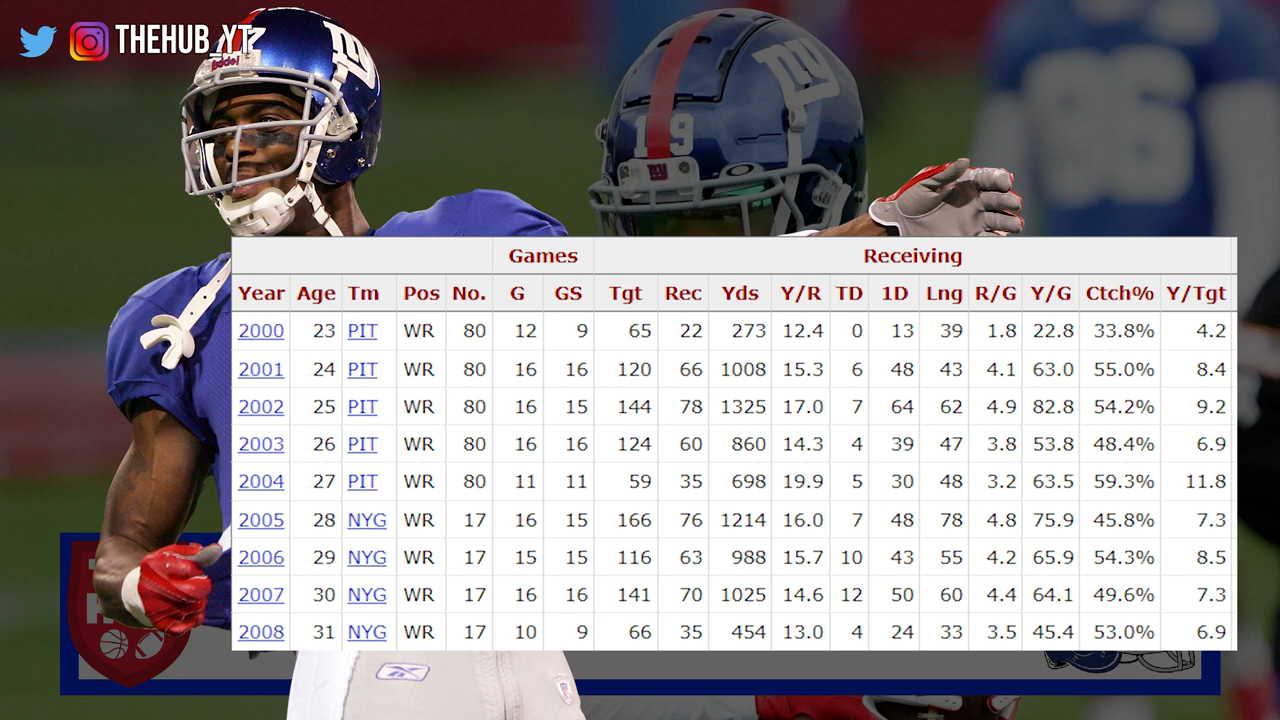 THEHUB_YT
Riddell
ny
ny
19
Games Receiving
Year Age Tm Pos No. G GS Tgt Rec Yds Y/R TD 1D Lng R/G Y/G Ctch% Y/Tgt
2000 23 PIT WR 80 12 9 65 22 273 12.4 0 13 39 1.8 22.8 33.8% 4.2
2001 24 PIT WR 80 16 16 120 66 1008 15.3 6 48 43 4.1 63.0 55.0% 8.4
2002 25 PIT WR 80 16 15 144 78 1325 17.0 7 64 62 4.9 82.8 54.2% 9.2
2003 26 PIT WR 80 16 16 124 60 860 14.3 4 39 47 3.8 53.8 48.4% 6.9
2004 27 PIT WR 80 11 11 59 35 698 19.9 5 30 48 3.2 63.5 59.3% 11.8
2005 28 NYG WR 17 16 15 166 76 1214 16.0 7 48 78 4.8 75.9 45.8% 7.3
2006 29 NYG WR 17 15 15 116 63 988 15.7 10 43 55 4.2 65.9 54.3% 8.5
2007 30 NYG WR 17 16 16 141 70 1025 14.6 12 50 60 4.4 64.1 49.6% 7.3
2008 31 NYG WR 17 10 9 66 35 454 13.0 4 24 33 3.5 45.4 53.0% 6.9